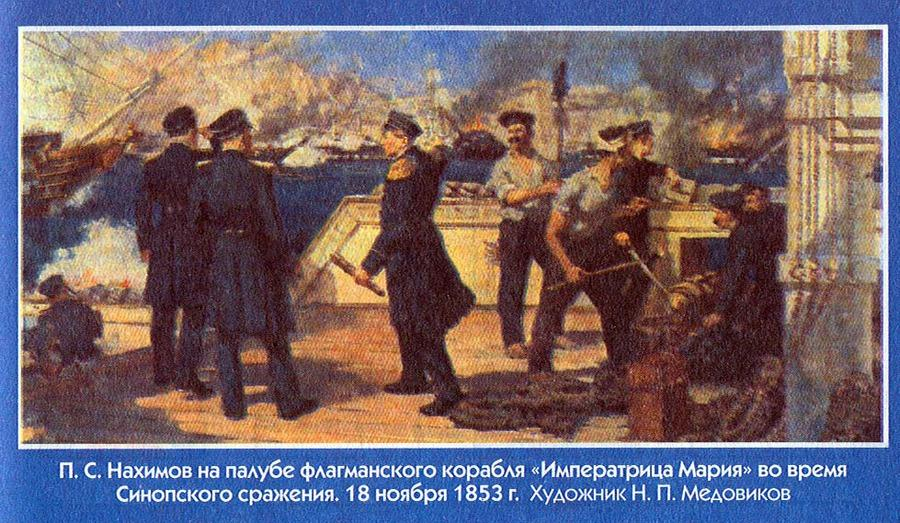 П. С. Нахимов на палубе флагманского корабля «Императрица Мария» во время
Синопского сражения. 18 ноября 1853 г. Художник Н. П. Медовиков